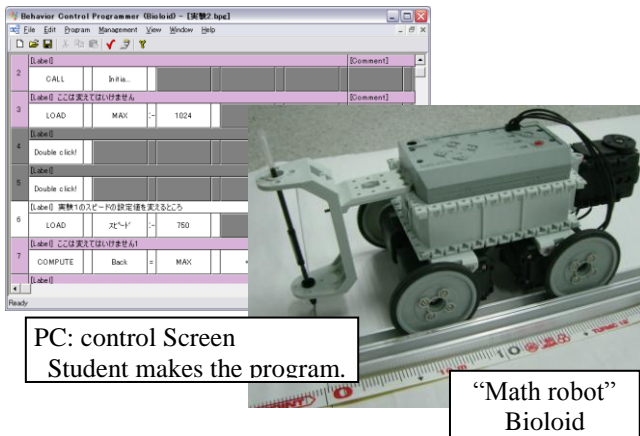 Behavior Control Programmer (Bioloid) - [実験2.bpg]
File Edit Program Management View Window Help
[Label] [Comment]
2 CALL Initia...
[Label] ここは変えてはいけません [Comment]
3 LOAD MAX :- 1024
[Label]
4 Double click!
[Label]
5 Double click!
[Label] 実験1のスピードの設定値を変えるところ
6 LOAD スピード :- 750
[Label] ここは変えてはいけません1
7 COMPUTE Back = MAX
[Label]
Ready
PC: control Screen
Student makes the program.
"Math robot"
Bioloid